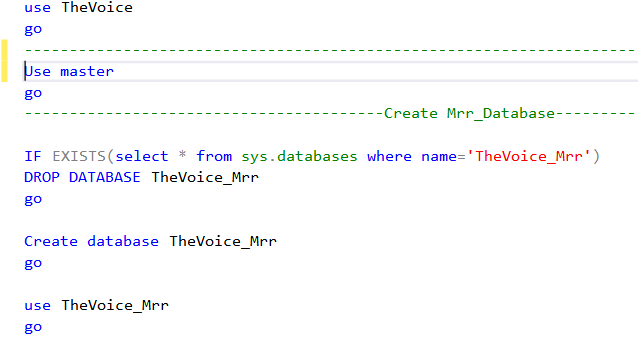 use TheVoice
go
--------------------------------------------------------------------
Use master
go
----------------------------------------Create Mrr_Database---------
IF EXISTS(select * from sys.databases where name='TheVoice_Mrr')
DROP DATABASE TheVoice_Mrr
go
Create database TheVoice_Mrr
go
use TheVoice_Mrr
go